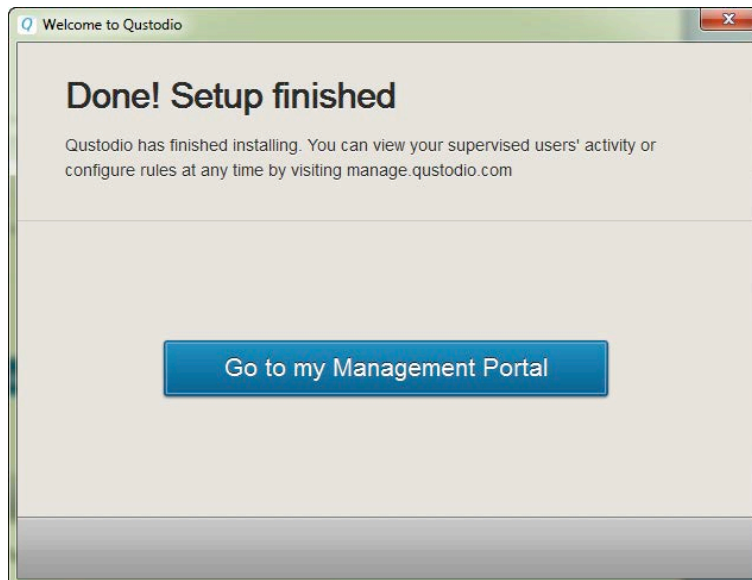 Welcome to Qustodio
Done! Setup finished
Qustodio has finished installing. You can view your supervised users' activity or
configure rules at any time by visiting manage.qustodio.com
Go to my Management Portal